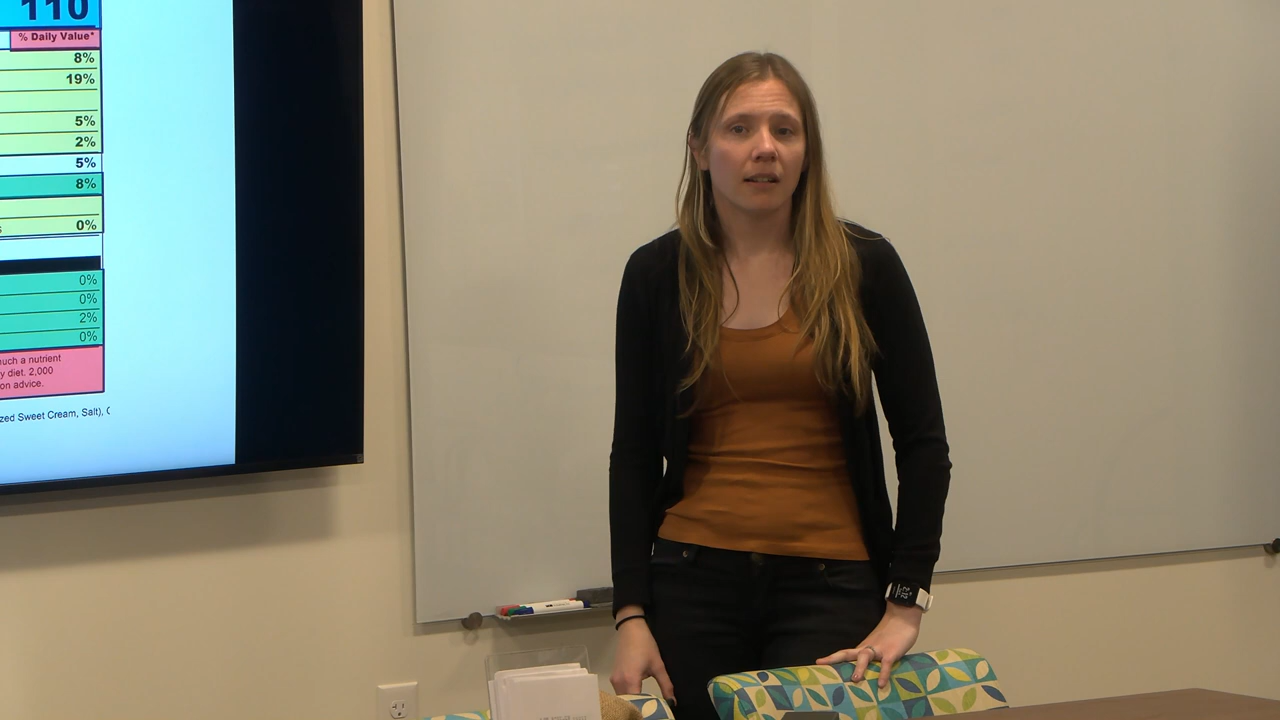 110
% Daily Value*
8%
19%
5%
2%
5%
8%
s 0%
0%
0%
2%
0%
much a nutrient
y diet. 2,000
on advice.
zed Sweet Cream, Salt), C